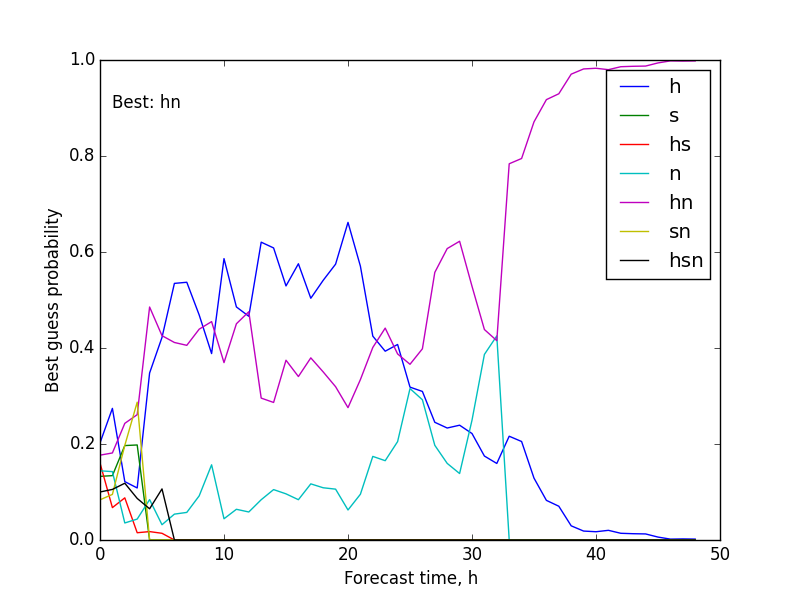 Best: hn
h
s
hs
n
hn
sn
hsn
1.0
0.8
0.6
0.4
0.2
0.0
Best guess probability
0
10
20
30
40
50
Forecast time, h